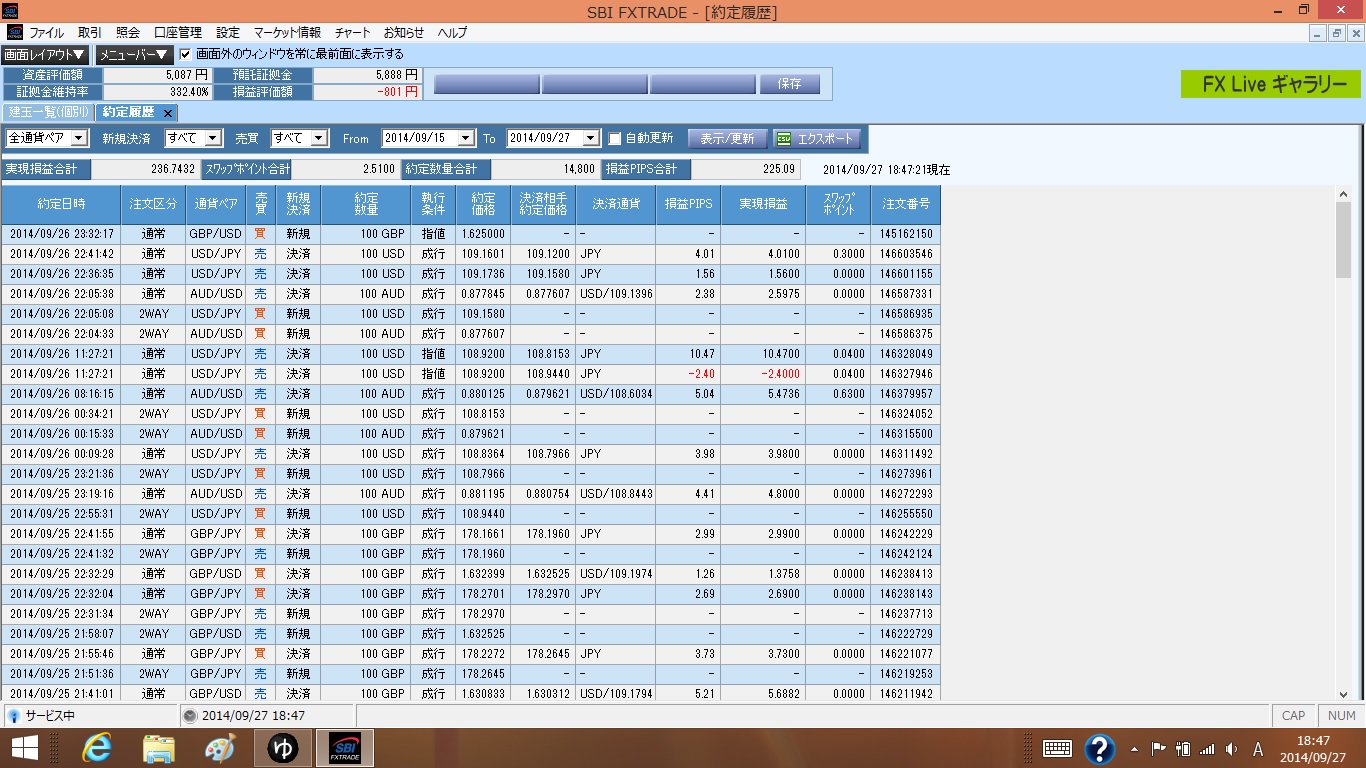 SBI FXTRADE - [約定履歴]
ファイル 取引 照会 口座管理 設定 マーケット情報 チャート お知らせ ヘルプ
画面レイアウト▼ メニューバー▼ 画面外のウィンドウを常に最前面に表示する
資産評価額 5,087 円 預託証拠金 5,888 円
証拠金維持率 332.40% 損益評価額 -801 円
保存
FX Live ギャラリー
建玉一覧(個別) 約定履歴 ×
全通貨ペア 新規決済 すべて 売買 すべて From 2014/09/15 To 2014/09/27 自動更新 表示/更新 CSV エクスポート
実現損益合計 236.7432 スワップポイント合計 2.5100 約定数量合計 14,800 損益PIPS合計 225.09 2014/09/27 18:47:21現在
約定日時 注文区分 通貨ペア 売買 新規決済 約定数量 執行条件 約定価格 決済相手約定価格 決済通貨 損益PIPS 実現損益 スワップポイント 注文番号
2014/09/26 23:32:17 通常 GBP/USD 買 新規 100 GBP 指値 1.625000 - - - - - 145162150
2014/09/26 22:41:42 通常 USD/JPY 売 決済 100 USD 成行 109.1601 109.1200 JPY 4.01 4.0100 0.3000 146603546
2014/09/26 22:36:35 通常 USD/JPY 売 決済 100 USD 成行 109.1736 109.1580 JPY 1.56 1.5600 0.0000 146601155
2014/09/26 22:05:38 通常 AUD/USD 売 決済 100 AUD 成行 0.877845 0.877607 USD/109.1396 2.38 2.5975 0.0000 146587331
2014/09/26 22:05:08 2WAY USD/JPY 買 新規 100 USD 成行 109.1580 - - - - - 146586935
2014/09/26 22:04:33 2WAY AUD/USD 買 新規 100 AUD 成行 0.877607 - - - - - 146586375
2014/09/26 11:27:21 通常 USD/JPY 売 決済 100 USD 指値 108.9200 108.8153 JPY 10.47 10.4700 0.0400 146328049
2014/09/26 11:27:21 通常 USD/JPY 売 決済 100 USD 指値 108.9200 108.9440 JPY -2.40 -2.4000 0.0400 146327946
2014/09/26 08:16:15 通常 AUD/USD 売 決済 100 AUD 成行 0.880125 0.879621 USD/108.6034 5.04 5.4736 0.6300 146379957
2014/09/26 00:34:21 2WAY USD/JPY 買 新規 100 USD 成行 108.8153 - - - - - 146324052
2014/09/26 00:15:33 2WAY AUD/USD 買 新規 100 AUD 成行 0.879621 - - - - - 146315500
2014/09/26 00:09:28 通常 USD/JPY 売 決済 100 USD 成行 108.8364 108.7966 JPY 3.98 3.9800 0.0000 146311492
2014/09/25 23:21:36 2WAY USD/JPY 買 新規 100 USD 成行 108.7966 - - - - - 146273961
2014/09/25 23:19:16 通常 AUD/USD 売 決済 100 AUD 成行 0.881195 0.880754 USD/108.8443 4.41 4.8000 0.0000 146272293
2014/09/25 22:55:31 2WAY USD/JPY 買 新規 100 USD 成行 108.9440 - - - - - 146255550
2014/09/25 22:41:55 通常 GBP/JPY 買 決済 100 GBP 成行 178.1661 178.1960 JPY 2.99 2.9900 0.0000 146242229
2014/09/25 22:41:32 2WAY GBP/JPY 売 新規 100 GBP 成行 178.1960 - - - - - 146242124
2014/09/25 22:32:29 通常 GBP/USD 買 決済 100 GBP 成行 1.632399 1.632525 USD/109.1974 1.26 1.3758 0.0000 146238413
2014/09/25 22:32:04 通常 GBP/JPY 買 決済 100 GBP 成行 178.2701 178.2970 JPY 2.69 2.6900 0.0000 146238143
2014/09/25 22:31:34 2WAY GBP/JPY 売 新規 100 GBP 成行 178.2970 - - - - - 146237713
2014/09/25 21:58:07 2WAY GBP/USD 売 新規 100 GBP 成行 1.632525 - - - - - 146222729
2014/09/25 21:55:46 通常 GBP/JPY 買 決済 100 GBP 成行 178.2272 178.2645 JPY 3.73 3.7300 0.0000 146221077
2014/09/25 21:51:36 2WAY GBP/JPY 売 新規 100 GBP 成行 178.2645 - - - - - 146219253
2014/09/25 21:41:01 通常 GBP/USD 売 決済 100 GBP 成行 1.630833 1.630312 USD/109.1794 5.21 5.6882 0.0000 146211942
サービス中 2014/09/27 18:47 CAP NUM
ゆ SBI FXTRADE A 18:47
2014/09/27